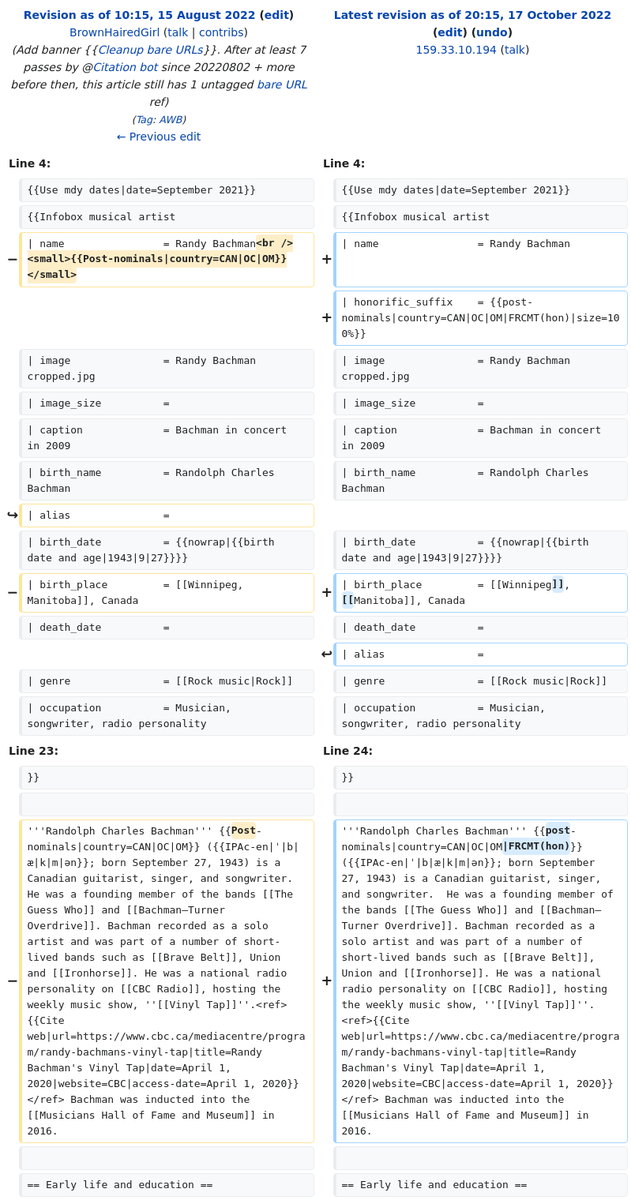 Revision as of 10:15, 15 August 2022 (edit)
BrownHairedGirl (talk | contribs)
(Add banner {{Cleanup bare URLs}}. After at least 7
passes by @Citation bot since 20220802 + more
before then, this article still has 1 untagged bare URL
ref)
(Tag: AWB)
← Previous edit
Latest revision as of 20:15, 17 October 2022
(edit) (undo)
159.33.10.194 (talk)
Line 4:
Line 4:
{{Use mdy dates|date=September 2021}}
{{Use mdy dates|date=September 2021}}
{{Infobox musical artist
{{Infobox musical artist
−
| name = Randy Bachman<br />
<small>{{Post-nominals|country=CAN|OC|OM}}
</small>
+
| name = Randy Bachman
+
| honorific_suffix = {{post-
nominals|country=CAN|OC|OM|FRCMT(hon)|size=10
0%}}
| image = Randy Bachman
cropped.jpg
| image = Randy Bachman
cropped.jpg
| image_size =
| image_size =
| caption = Bachman in concert
in 2009
| caption = Bachman in concert
in 2009
| birth_name = Randolph Charles
Bachman
| birth_name = Randolph Charles
Bachman
↪
| alias =
| birth_date = {{nowrap|{{birth
date and age|1943|9|27}}}}
| birth_date = {{nowrap|{{birth
date and age|1943|9|27}}}}
−
| birth_place = [[Winnipeg,
Manitoba]], Canada
+
| birth_place = [[Winnipeg]],
[[Manitoba]], Canada
| death_date =
| death_date =
↩
| alias =
| genre = [[Rock music|Rock]]
| genre = [[Rock music|Rock]]
| occupation = Musician,
songwriter, radio personality
| occupation = Musician,
songwriter, radio personality
Line 23:
Line 24:
}}
}}
−
'''Randolph Charles Bachman''' {{Post-
nominals|country=CAN|OC|OM}} ({{IPAc-en|ˈ|b|
æ|k|m|ən}}; born September 27, 1943) is a
Canadian guitarist, singer, and songwriter.
He was a founding member of the bands [[The
Guess Who]] and [[Bachman–Turner
Overdrive]]. Bachman recorded as a solo
artist and was part of a number of short-
lived bands such as [[Brave Belt]], Union
and [[Ironhorse]]. He was a national radio
personality on [[CBC Radio]], hosting the
weekly music show, ''[[Vinyl Tap]]''.<ref>
{{Cite
web|url=https://www.cbc.ca/mediacentre/progra
m/randy-bachmans-vinyl-tap|title=Randy
Bachman's Vinyl Tap|date=April 1,
2020|website=CBC|access-date=April 1, 2020}}
</ref> Bachman was inducted into the
[[Musicians Hall of Fame and Museum]] in
2016.
+
'''Randolph Charles Bachman''' {{post-
nominals|country=CAN|OC|OM|FRCMT(hon)}}
({{IPAc-en|ˈ|b|æ|k|m|ən}}; born September
27, 1943) is a Canadian guitarist, singer,
and songwriter.  He was a founding member of
the bands [[The Guess Who]] and [[Bachman–
Turner Overdrive]]. Bachman recorded as a
solo artist and was part of a number of
short-lived bands such as [[Brave Belt]],
Union and [[Ironhorse]]. He was a national
radio personality on [[CBC Radio]], hosting
the weekly music show, ''[[Vinyl Tap]]''.
<ref>{{Cite
web|url=https://www.cbc.ca/mediacentre/progra
m/randy-bachmans-vinyl-tap|title=Randy
Bachman's Vinyl Tap|date=April 1,
2020|website=CBC|access-date=April 1, 2020}}
</ref> Bachman was inducted into the
[[Musicians Hall of Fame and Museum]] in
2016.
== Early life and education ==
== Early life and education ==